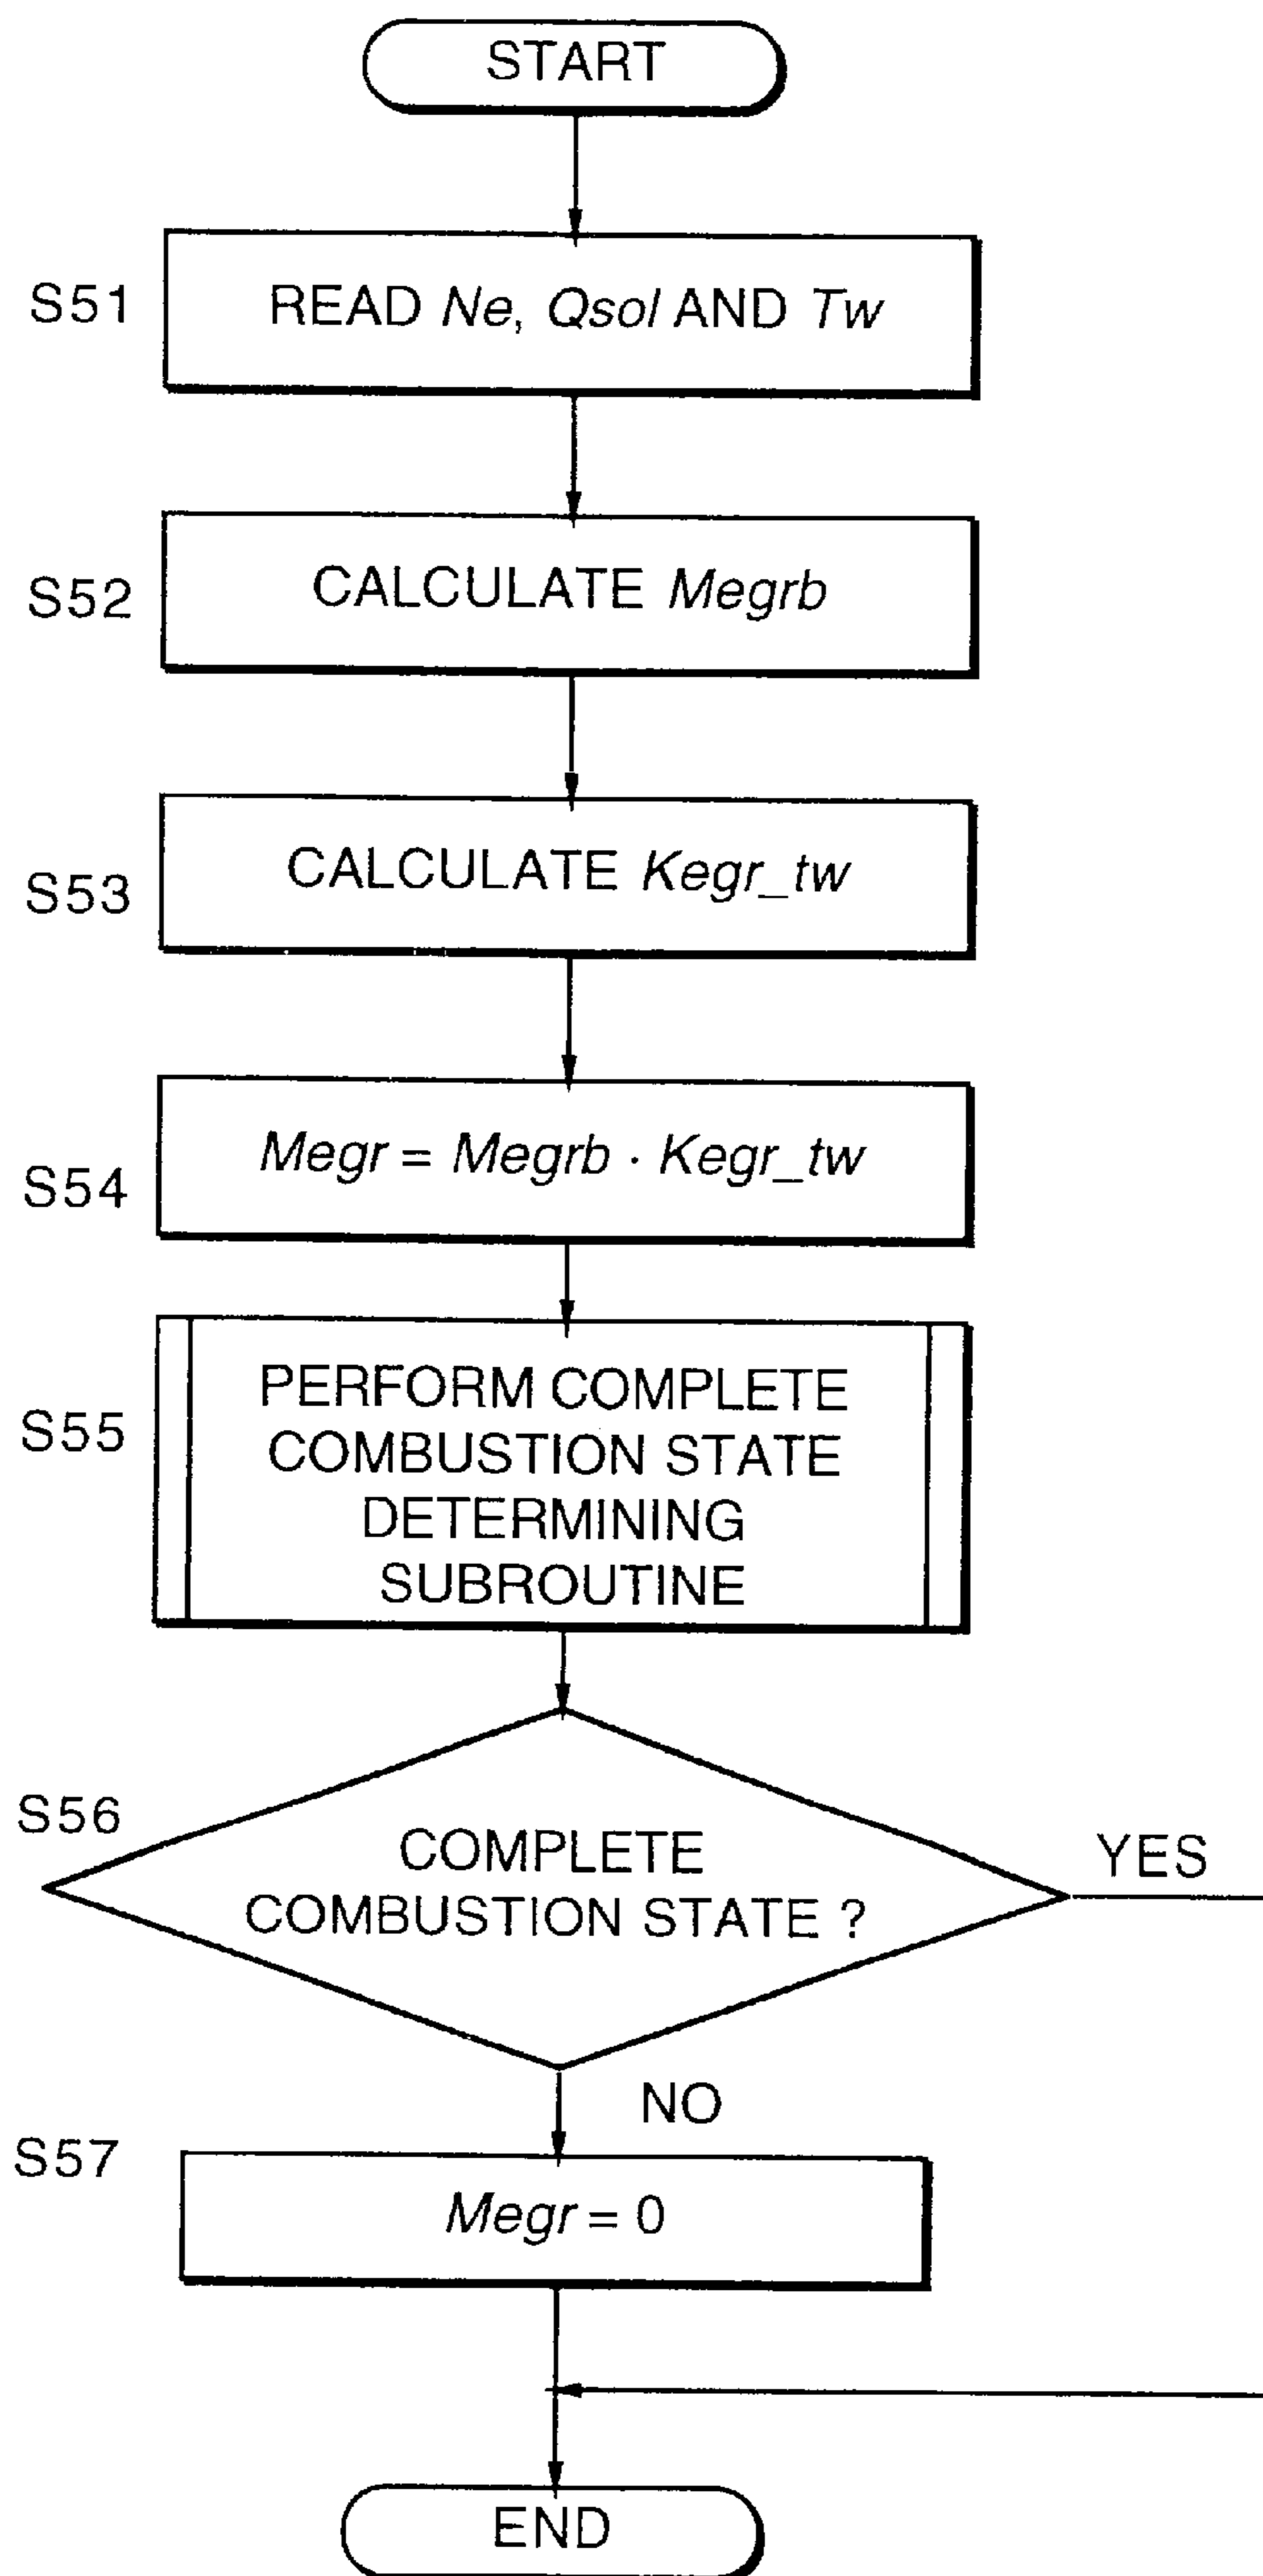 START
S51
READ Ne, Qsol AND Tw
S52
CALCULATE Megrb
S53
CALCULATE Kegr_tw
S54
Megr = Megrb · Kegr_tw
S55
PERFORM COMPLETE
COMBUSTION STATE
DETERMINING
SUBROUTINE
S56
COMPLETE
COMBUSTION STATE ?
YES
NO
S57
Megr = 0
END